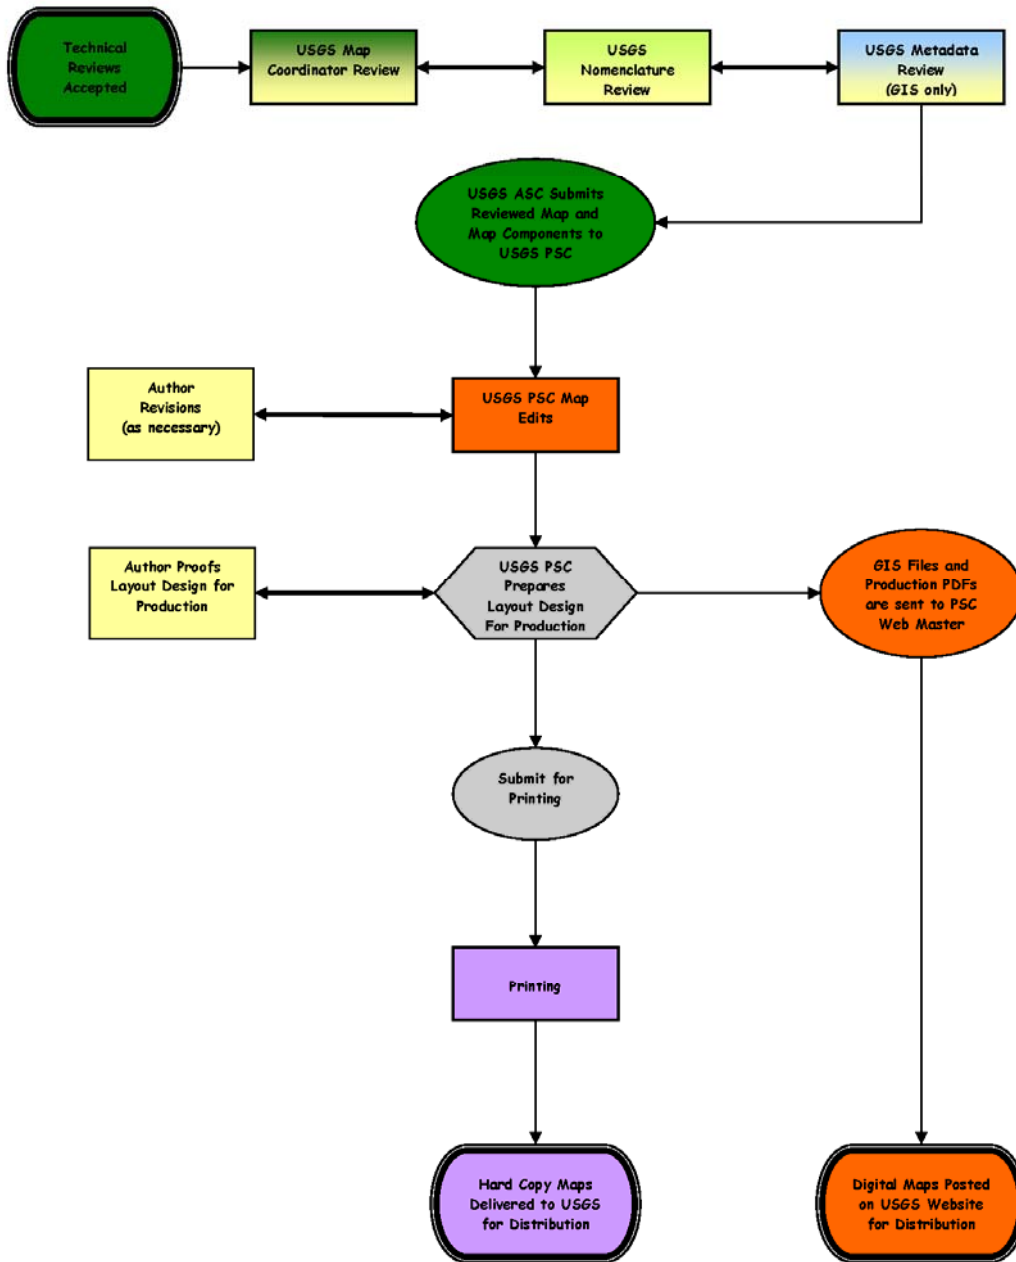 Technical
Reviews
Accepted
USGS Map
Coordinator Review
USGS
Nomenclature
Review
USGS Metadata
Review
(GIS only)
USGS ASC Submits
Reviewed Map and
Map Components to
USGS PSC
Author
Revisions
(as necessary)
USGS PSC Map
Edits
Author Proofs
Layout Design for
Production
USGS PSC
Prepares
Layout Design
For Production
GIS Files and
Production PDFs
are sent to PSC
Web Master
Submit for
Printing
Printing
Hard Copy Maps
Delivered to USGS
for Distribution
Digital Maps Posted
on USGS Website
for Distribution